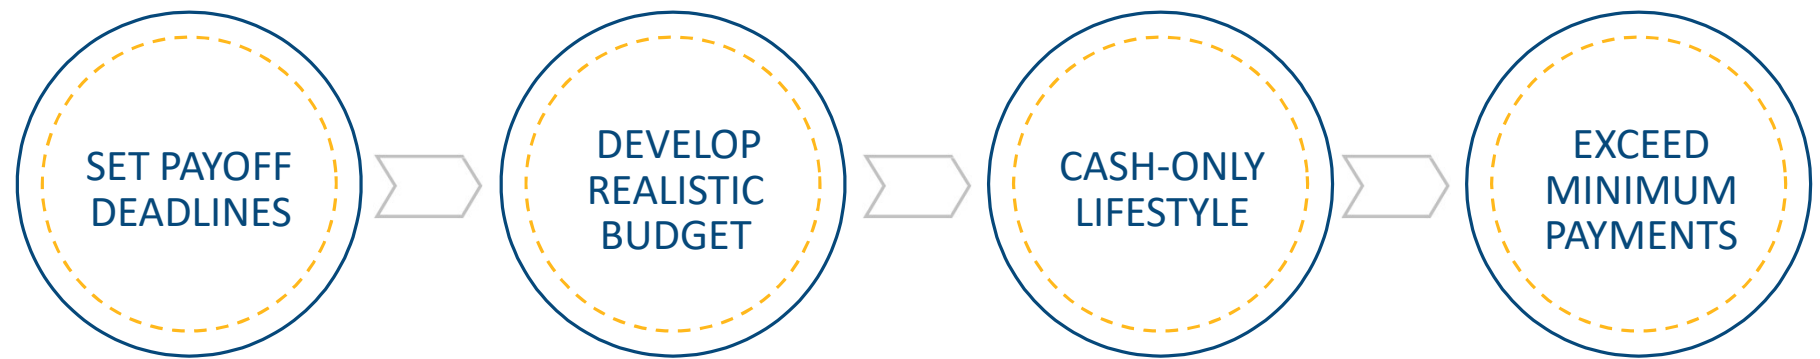 SET PAYOFF
DEADLINES
DEVELOP
REALISTIC
BUDGET
CASH-ONLY
LIFESTYLE
EXCEED
MINIMUM
PAYMENTS